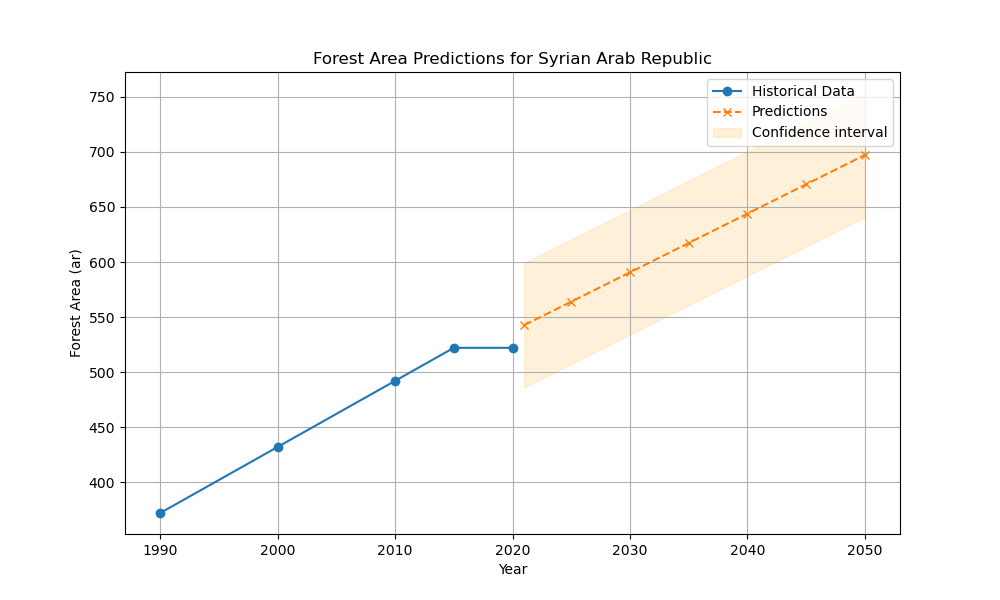 Forest Area Predictions for Syrian Arab Republic
Historical Data
Predictions
Confidence interval
Forest Area (ar)
750
700
650
600
550
500
450
400
1990 2000 2010 2020 2030 2040 2050
Year